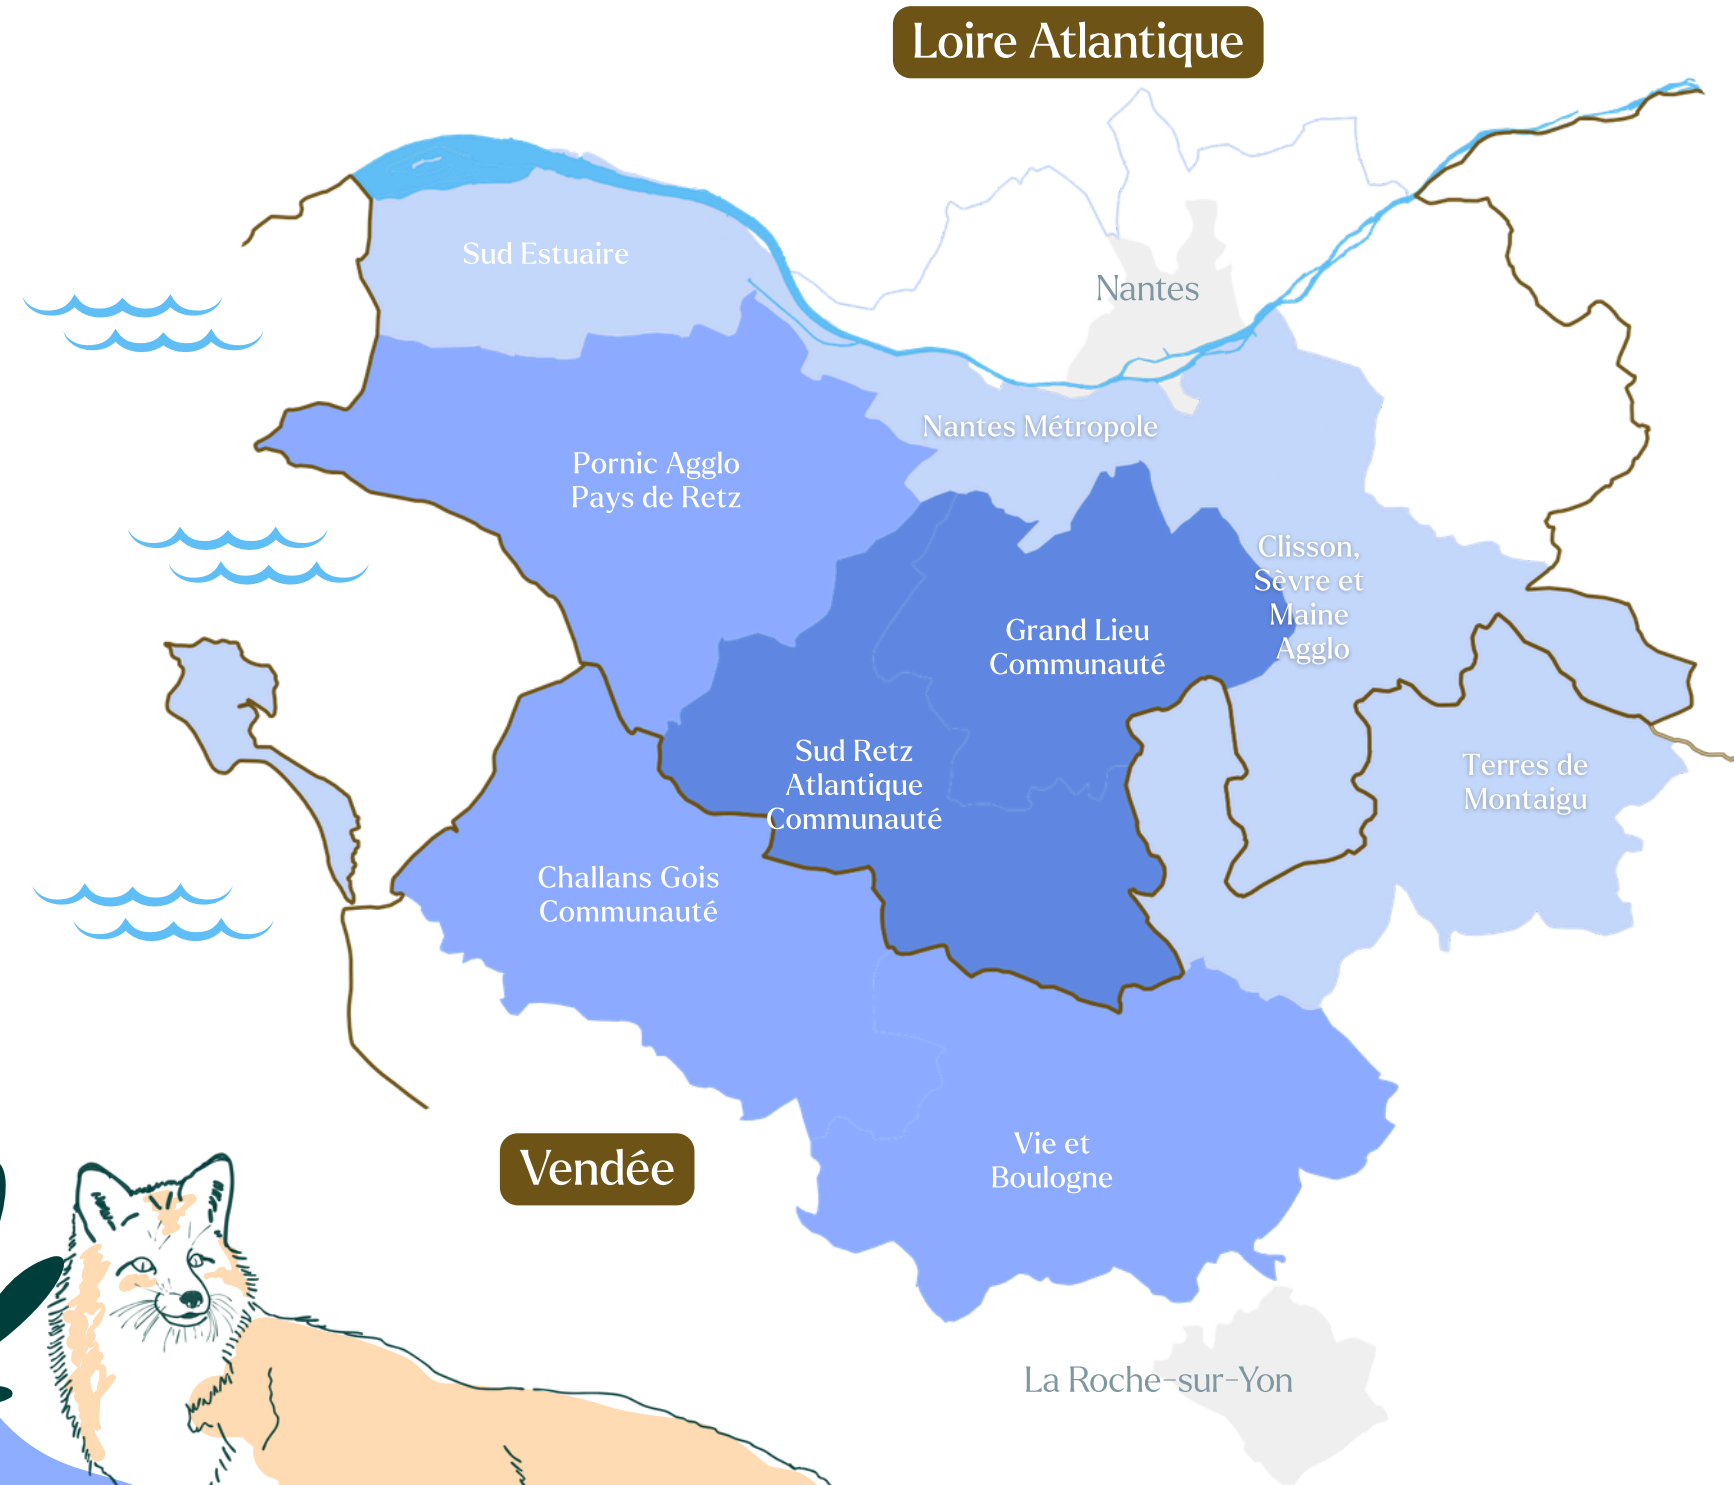 Loire Atlantique
Sud Estuaire
Nantes
Nantes Métropole
Pornic Agglo
Pays de Retz
Clisson,
Sèvre et
Maine
Agglo
Grand Lieu
Communauté
Sud Retz
Atlantique
Communauté
Terres de
Montaigu
Challans Gois
Communauté
Vie et
Boulogne
Vendée
La Roche-sur-Yon